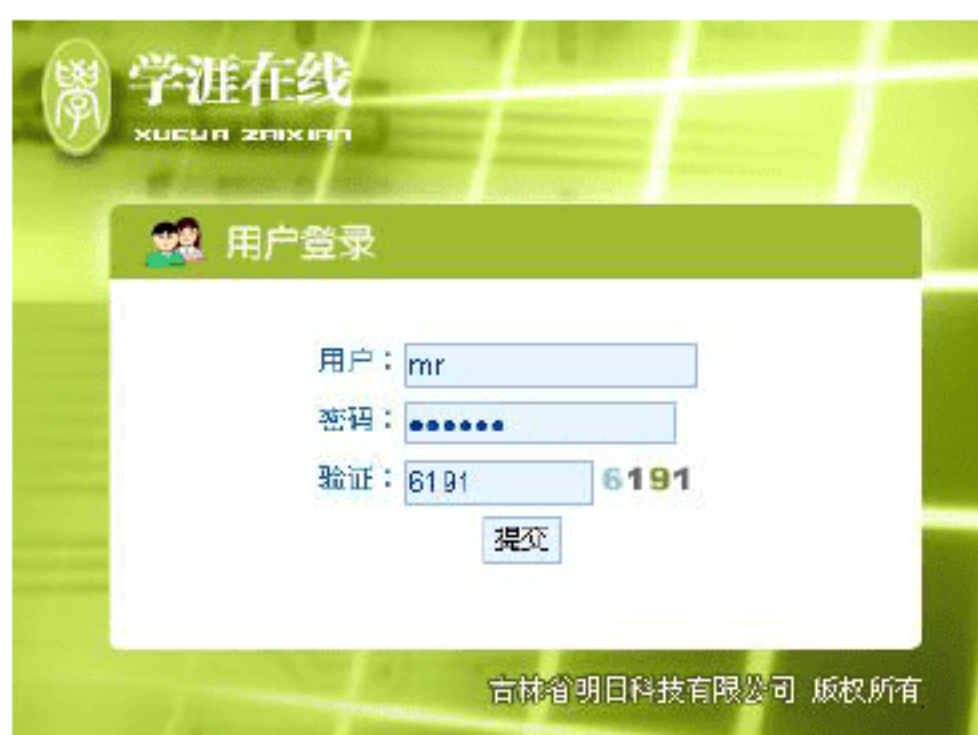 學
学涯在线
XUEYA ZAIXIAN
用户登录
用户：mr
密码：••••••
验证：6191 6191
提交
吉林省明日科技有限公司 版权所有